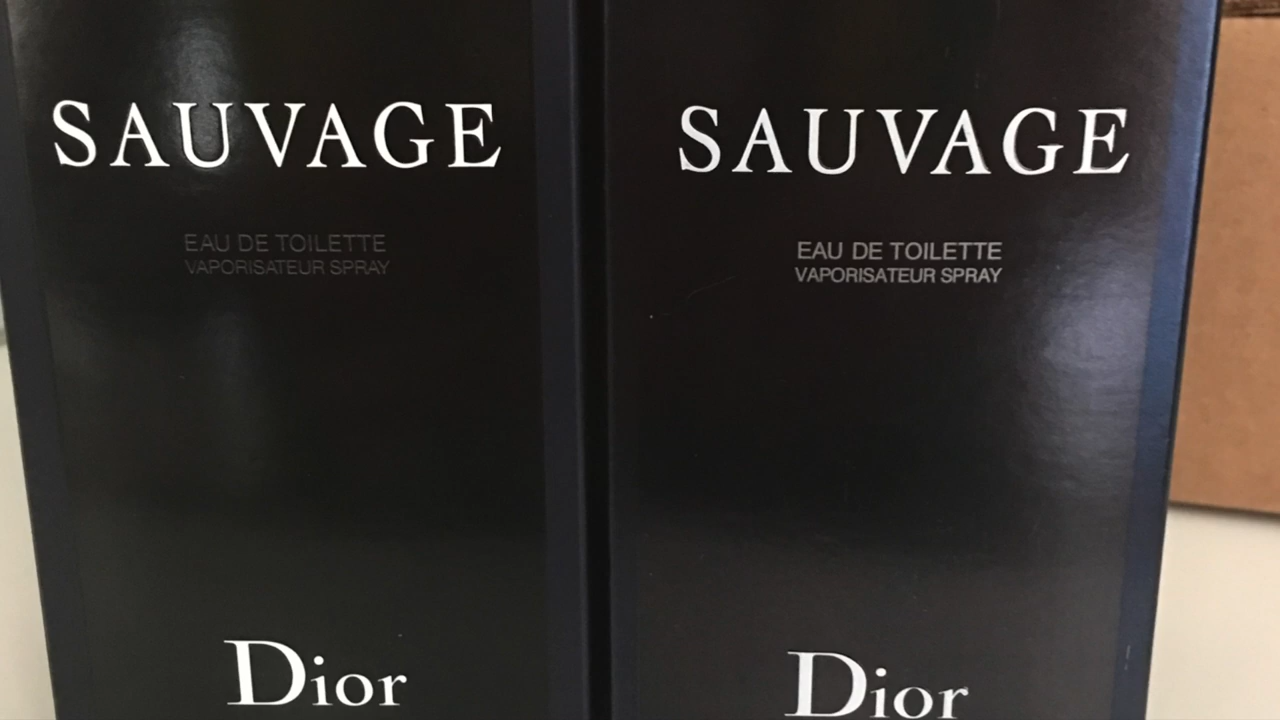 SAUVAGE
EAU DE TOILETTE
VAPORISATEUR SPRAY
Dior
SAUVAGE
EAU DE TOILETTE
VAPORISATEUR SPRAY
Dior